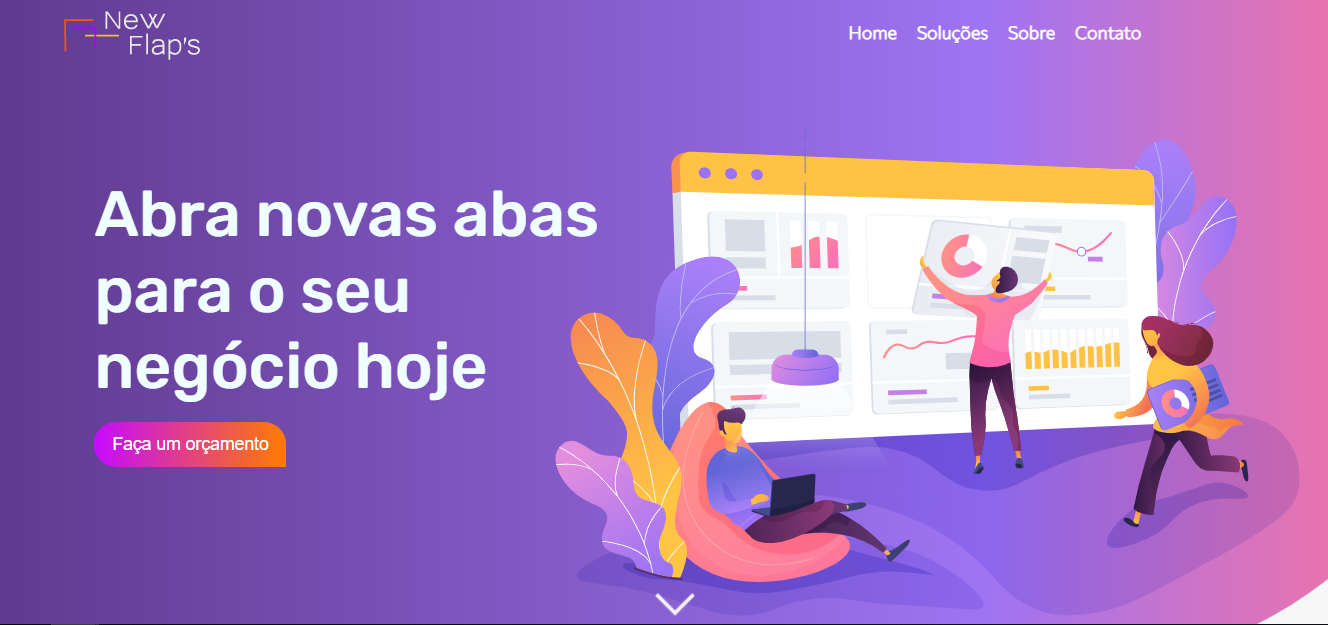 New
Flap's
Home Soluções Sobre Contato
Abra novas abas
para o seu
negócio hoje
Faça um orçamento